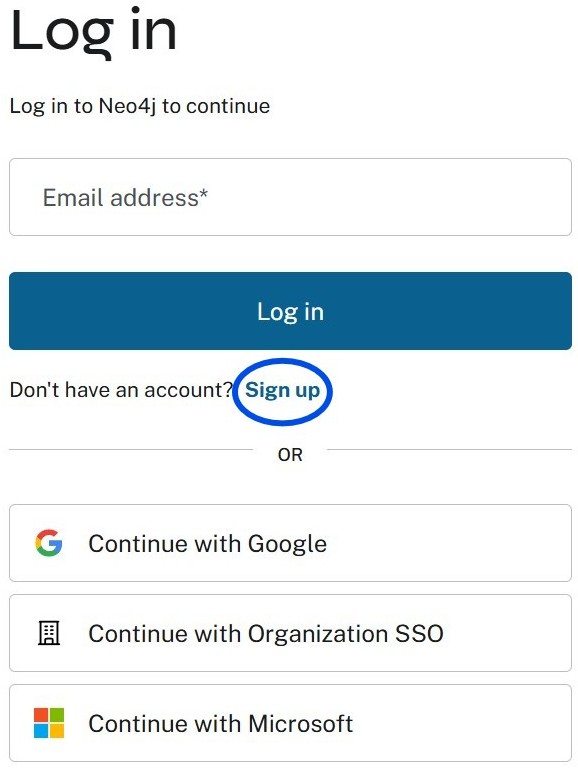 Log in
Log in to Neo4j to continue
Email address*
Log in
Don't have an account? Sign up
OR
Continue with Google
Continue with Organization SSO
Continue with Microsoft